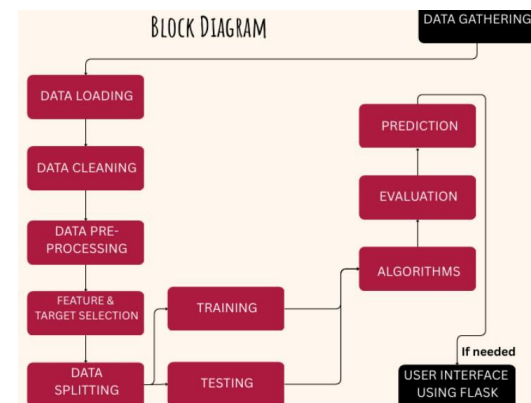 BLOCK DIAGRAM
DATA GATHERING
DATA LOADING
DATA CLEANING
DATA PRE-
PROCESSING
FEATURE &
TARGET SELECTION
DATA
SPLITTING
TRAINING
TESTING
PREDICTION
EVALUATION
ALGORITHMS
If needed
USER INTERFACE
USING FLASK